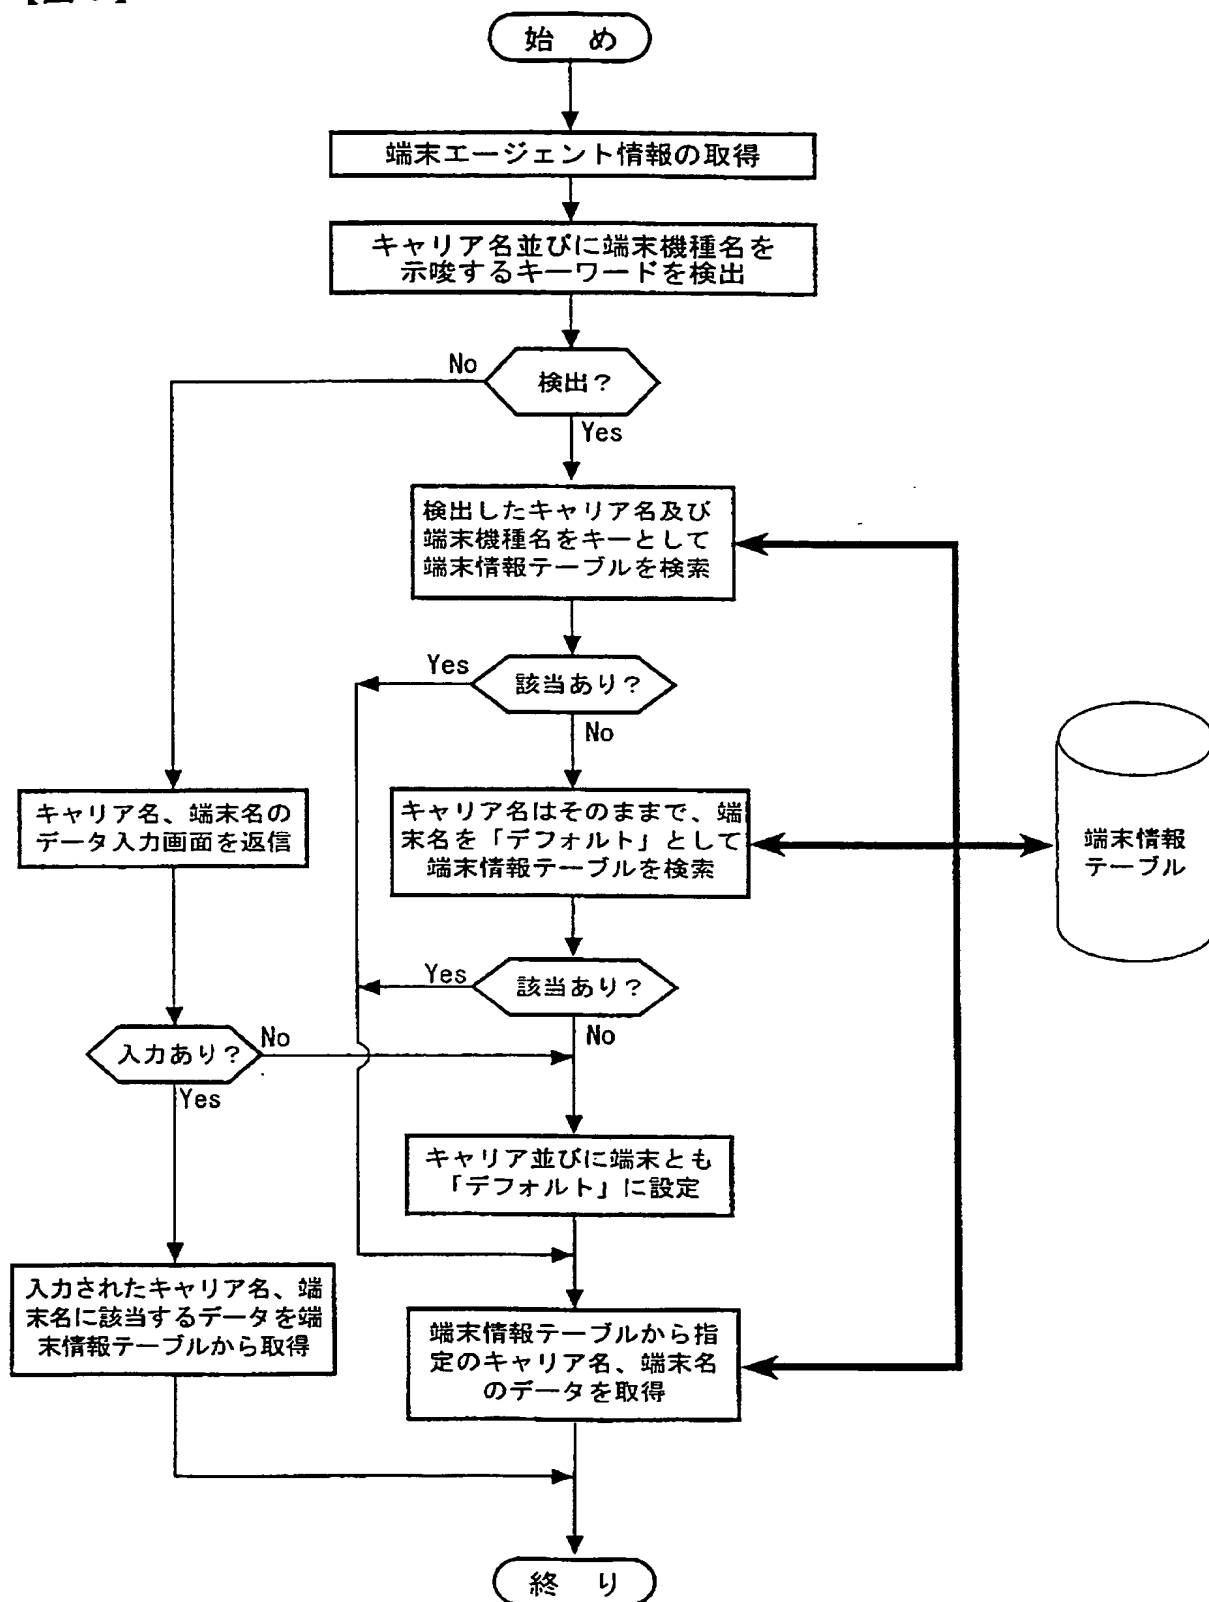 始 め
端末エージェント情報の取得
キャリア名並びに端末機種名を
示唆するキーワードを検出
検出？
No
Yes
検出したキャリア名及び
端末機種名をキーとして
端末情報テーブルを検索
該当あり？
Yes
No
キャリア名、端末名の
データ入力画面を返信
キャリア名はそのままで、端
末名を「デフォルト」として
端末情報テーブルを検索
端末情報
テーブル
該当あり？
Yes
No
入力あり？
No
Yes
キャリア並びに端末とも
「デフォルト」に設定
入力されたキャリア名、端
末名に該当するデータを端
末情報テーブルから取得
端末情報テーブルから指
定のキャリア名、端末名
のデータを取得
終 り